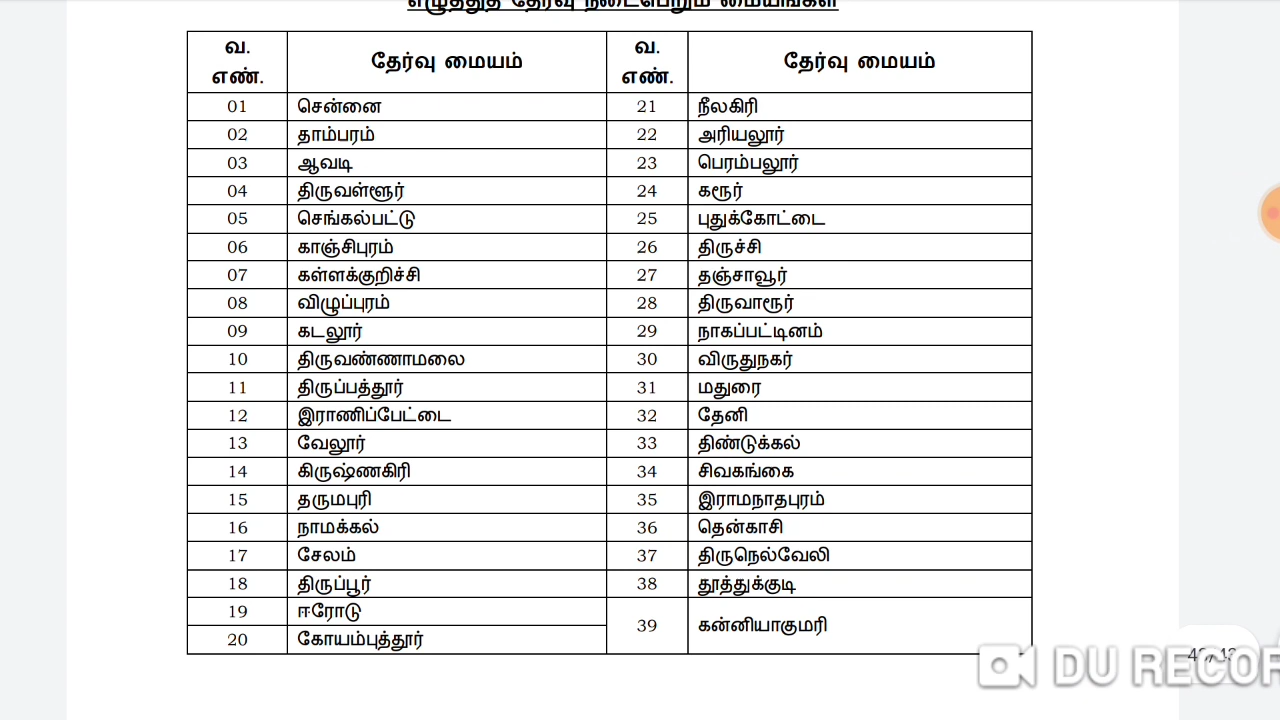 எழுத்துத் தேர்வு நடைபெறும் மையங்கள்
வ. எண். தேர்வு மையம் வ. எண். தேர்வு மையம்
01 சென்னை 21 நீலகிரி
02 தாம்பரம் 22 அரியலூர்
03 ஆவடி 23 பெரம்பலூர்
04 திருவள்ளூர் 24 கரூர்
05 செங்கல்பட்டு 25 புதுக்கோட்டை
06 காஞ்சிபுரம் 26 திருச்சி
07 கள்ளக்குறிச்சி 27 தஞ்சாவூர்
08 விழுப்புரம் 28 திருவாரூர்
09 கடலூர் 29 நாகப்பட்டினம்
10 திருவண்ணாமலை 30 விருதுநகர்
11 திருப்பத்தூர் 31 மதுரை
12 இராணிப்பேட்டை 32 தேனி
13 வேலூர் 33 திண்டுக்கல்
14 கிருஷ்ணகிரி 34 சிவகங்கை
15 தருமபுரி 35 இராமநாதபுரம்
16 நாமக்கல் 36 தென்காசி
17 சேலம் 37 திருநெல்வேலி
18 திருப்பூர் 38 தூத்துக்குடி
19 ஈரோடு 39 கன்னியாகுமரி
20 கோயம்புத்தூர்
DU RECOR